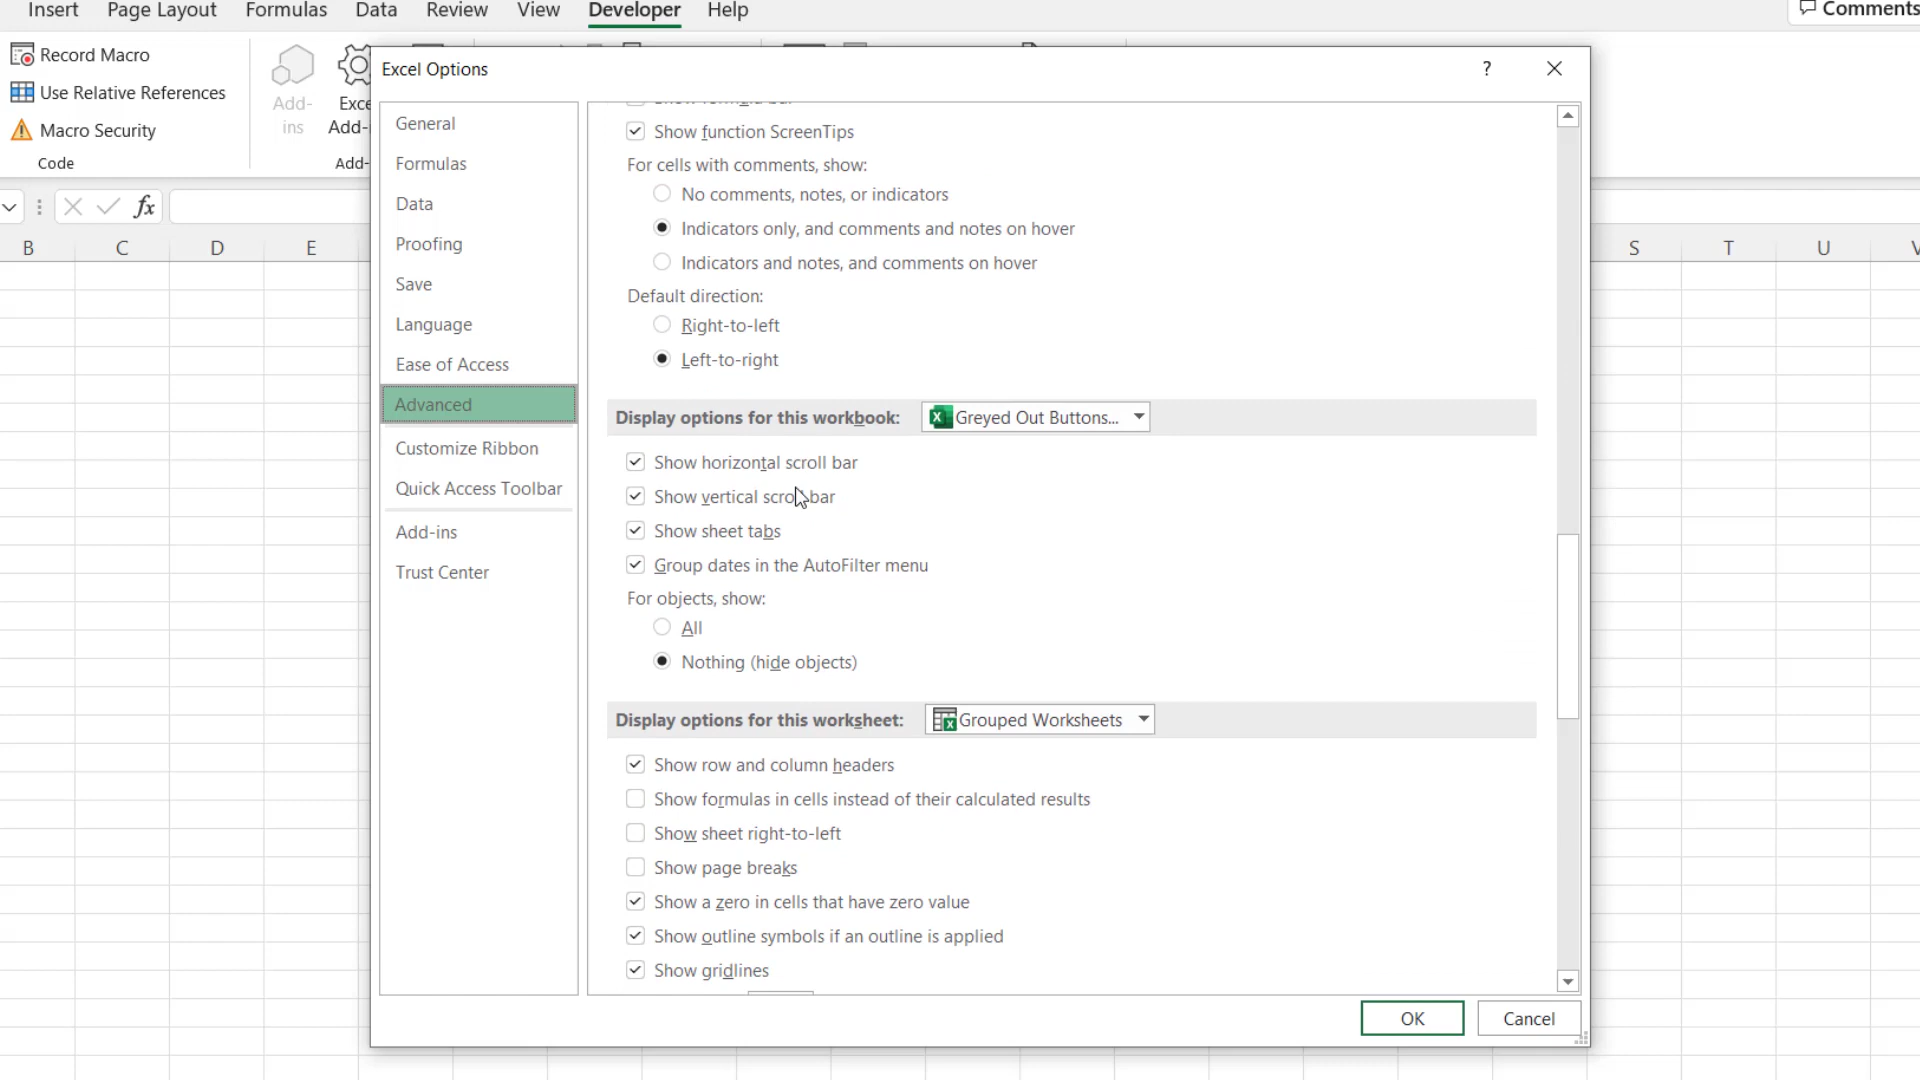 Insert Page Layout Formulas Data Review View Developer Help Comments
Record Macro
Use Relative References
Macro Security
Code
Add-
ins
Exce
Add-i
Add-
fx
B C D E S T U V
Excel Options
?
General
Formulas
Data
Proofing
Save
Language
Ease of Access
Advanced
Customize Ribbon
Quick Access Toolbar
Add-ins
Trust Center
Show formula bar
Show function ScreenTips
For cells with comments, show:
No comments, notes, or indicators
Indicators only, and comments and notes on hover
Indicators and notes, and comments on hover
Default direction:
Right-to-left
Left-to-right
Display options for this workbook: Greyed Out Buttons...
Show horizontal scroll bar
Show vertical scroll bar
Show sheet tabs
Group dates in the AutoFilter menu
For objects, show:
All
Nothing (hide objects)
Display options for this worksheet: Grouped Worksheets
Show row and column headers
Show formulas in cells instead of their calculated results
Show sheet right-to-left
Show page breaks
Show a zero in cells that have zero value
Show outline symbols if an outline is applied
Show gridlines
OK Cancel